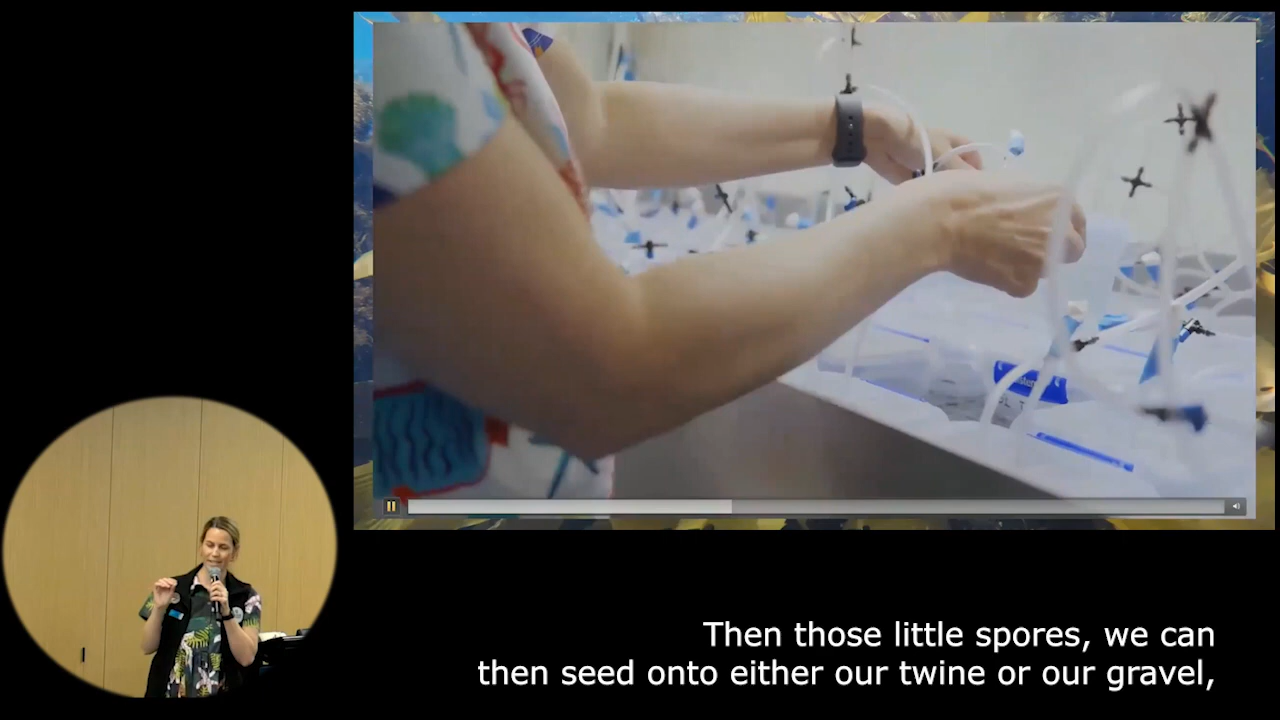 Then those little spores, we can
then seed onto either our twine or our gravel,